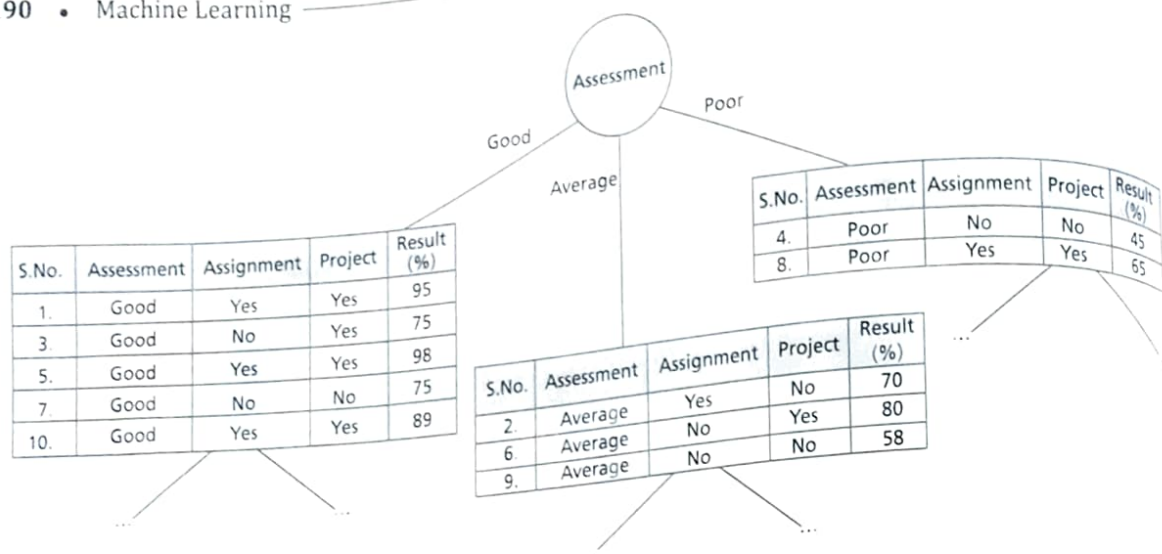 90 • Machine Learning
Assessment
Good
Average
Poor
S.No. Assessment Assignment Project Result (%)
4. Poor No No 45
8. Poor Yes Yes 65
...
S.No. Assessment Assignment Project Result (%)
1. Good Yes Yes 95
3. Good No Yes 75
5. Good Yes Yes 98
7. Good No No 75
10. Good Yes Yes 89
...
...
S.No. Assessment Assignment Project Result (%)
2. Average Yes No 70
6. Average No Yes 80
9. Average No No 58
...